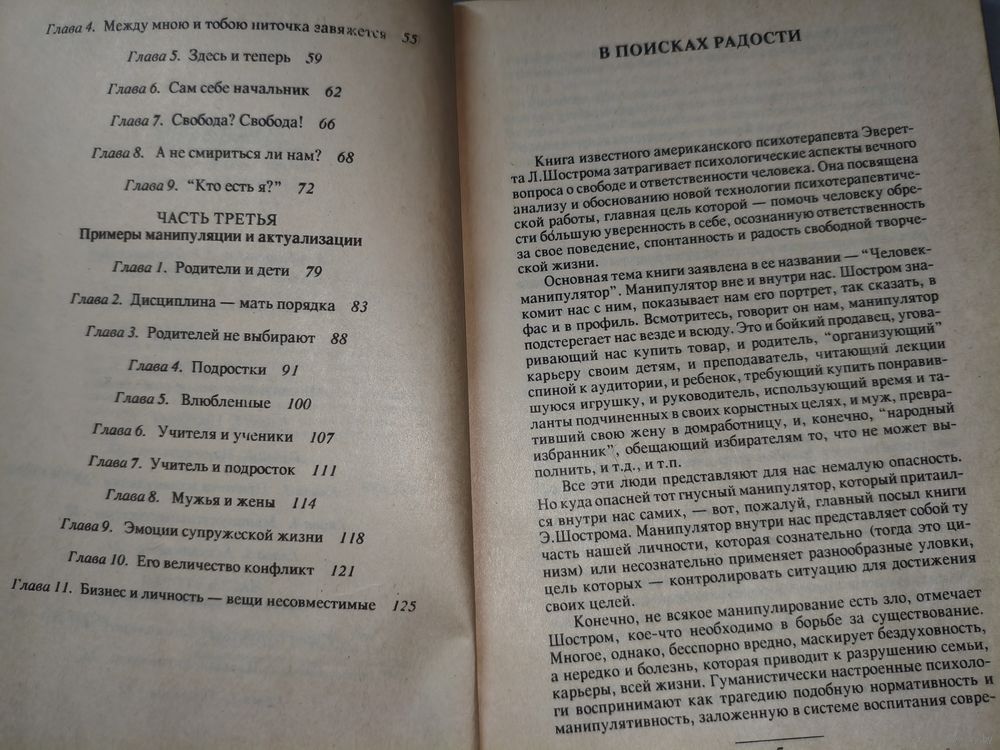 Глава 4. Между мною и тобою ниточка завяжется 55
Глава 5. Здесь и теперь 59
Глава 6. Сам себе начальник 62
Глава 7. Свобода? Свобода! 66
Глава 8. А не смириться ли нам? 68
Глава 9. "Кто есть я?" 72
ЧАСТЬ ТРЕТЬЯ
Примеры манипуляции и актуализации
Глава 1. Родители и дети 79
Глава 2. Дисциплина — мать порядка 83
Глава 3. Родителей не выбирают 88
Глава 4. Подростки 91
Глава 5. Влюбленные 100
Глава 6. Учителя и ученики 107
Глава 7. Учитель и подросток 111
Глава 8. Мужья и жены 114
Глава 9. Эмоции супружеской жизни 118
Глава 10. Его величество конфликт 121
Глава 11. Бизнес и личность — вещи несовместимые 125
В ПОИСКАХ РАДОСТИ
Книга известного американского психотерапевта Эверет-
та Л.Шострома затрагивает психологические аспекты вечного
вопроса о свободе и ответственности человека. Она посвящена
анализу и обоснованию новой технологии психотерапевтиче-
ской работы, главная цель которой — помочь человеку обре-
сти бо́льшую уверенность в себе, осознанную ответственность
за свое поведение, спонтанность и радость свободной творче-
ской жизни.
Основная тема книги заявлена в ее названии — "Человек-
манипулятор". Манипулятор вне и внутри нас. Шостром зна-
комит нас с ним, показывает нам его портрет, так сказать, в
фас и в профиль. Всмотритесь, говорит он нам, манипулятор
подстерегает нас везде и всюду. Это и бойкий продавец, угова-
ривающий нас купить товар, и родитель, "организующий"
карьеру своим детям, и преподаватель, читающий лекции
спиной к аудитории, и ребенок, требующий купить понравив-
шуюся игрушку, и руководитель, использующий время и та-
ланты подчиненных в своих корыстных целях, и муж, превра-
тивший свою жену в домработницу, и, конечно, "народный
избранник", обещающий избирателям то, что не может вы-
полнить, и т.д., и т.п.
Все эти люди представляют для нас немалую опасность.
Но куда опасней тот гнусный манипулятор, который притаил-
ся внутри нас самих, — вот, пожалуй, главный посыл книги
Э.Шострома. Манипулятор внутри нас представляет собой ту
часть нашей личности, которая сознательно (тогда это ци-
низм) или несознательно применяет разнообразные уловки,
цель которых — контролировать ситуацию для достижения
своих целей.
Конечно, не всякое манипулирование есть зло, отмечает
Шостром, кое-что необходимо в борьбе за существование.
Многое, однако, бесспорно вредно, маскирует бездуховность,
а нередко и болезнь, которая приводит к разрушению семьи,
карьеры, всей жизни. Гуманистически настроенные психоло-
ги воспринимают как трагедию подобную нормативность и
манипулятивность, заложенную в системе воспитания совре-